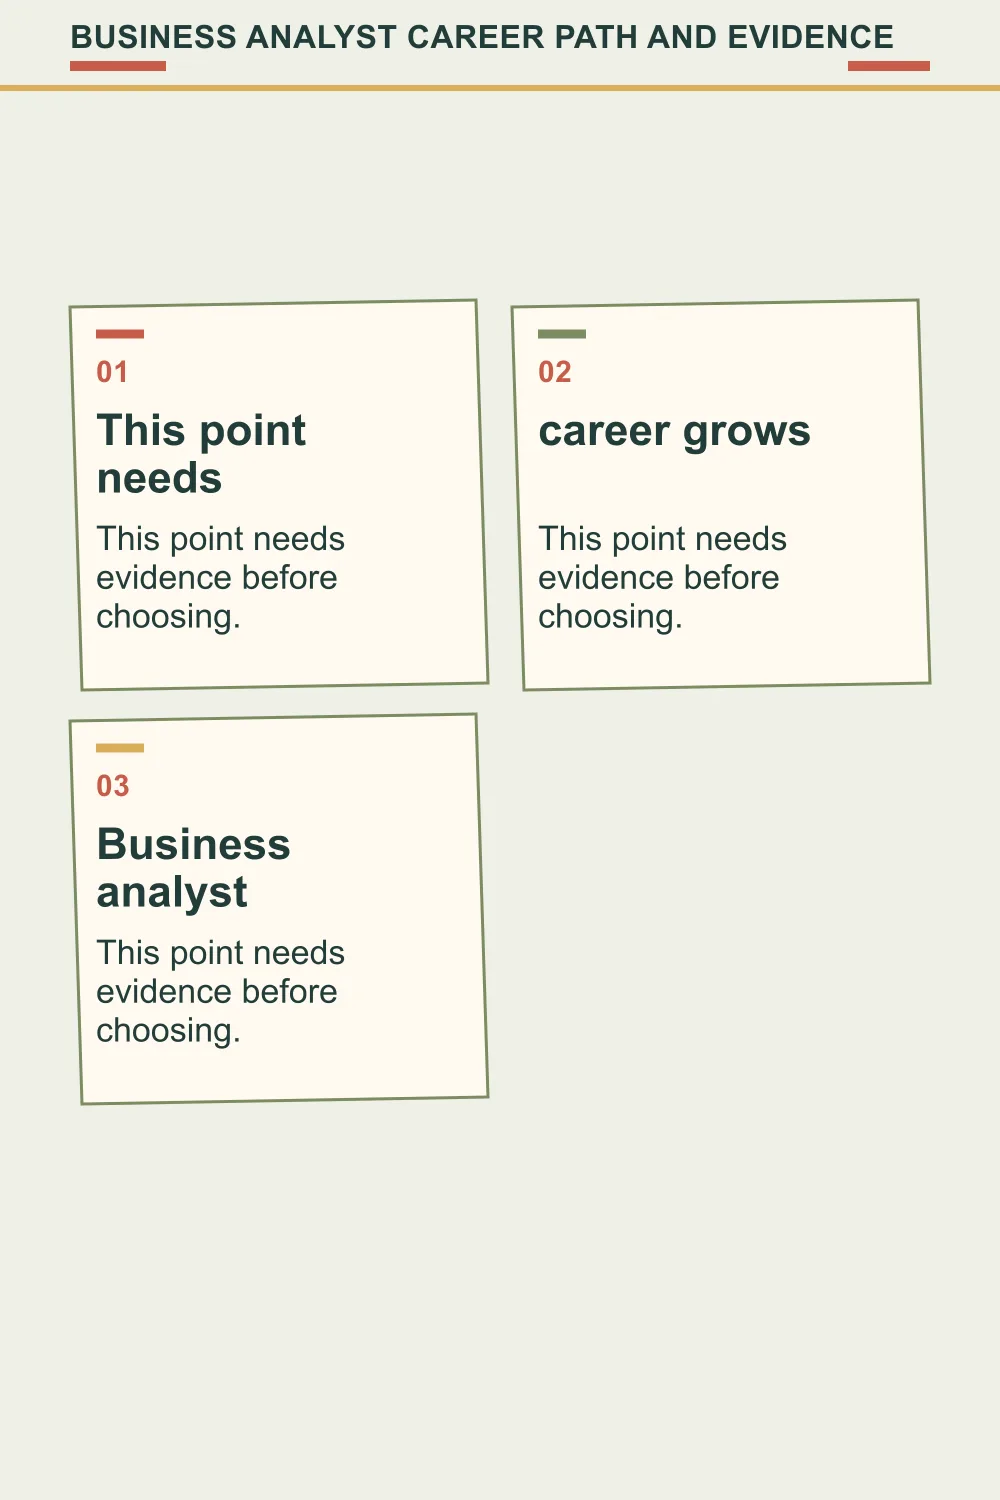 BUSINESS ANALYST CAREER PATH AND EVIDENCE
01
This point
needs
This point needs
evidence before
choosing.
02
career grows
This point needs
evidence before
choosing.
03
Business
analyst
This point needs
evidence before
choosing.